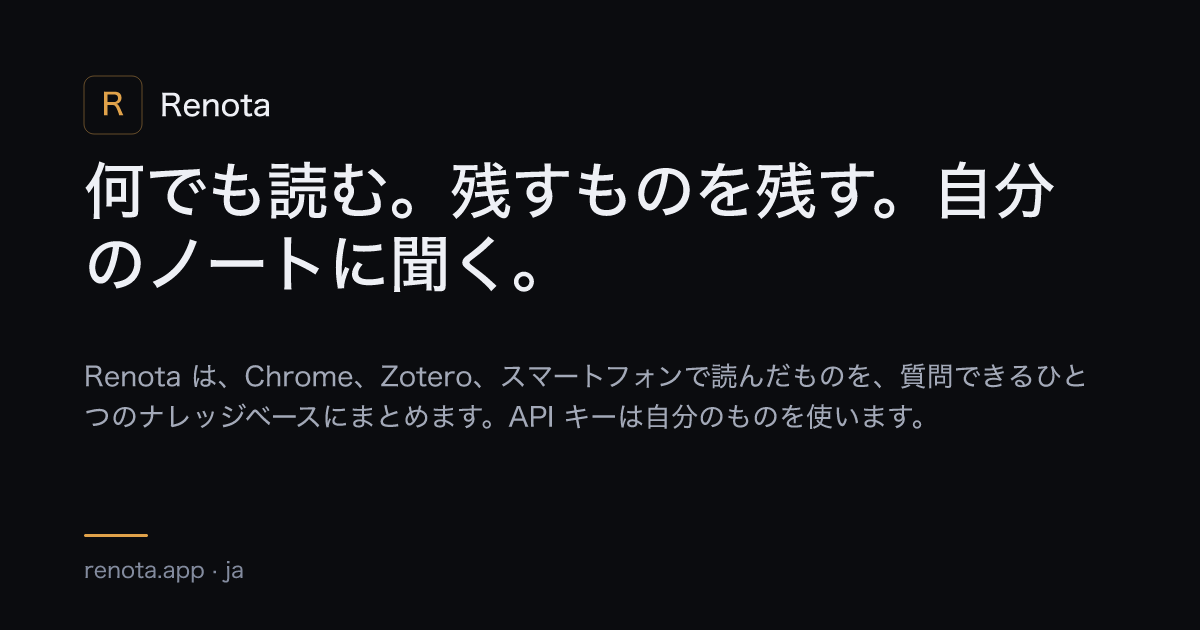 R Renota
何でも読む。残すものを残す。自分
のノートに聞く。
Renota は、Chrome、Zotero、スマートフォンで読んだものを、質問できるひと
つのナレッジベースにまとめます。API キーは自分のものを使います。
renota.app · ja